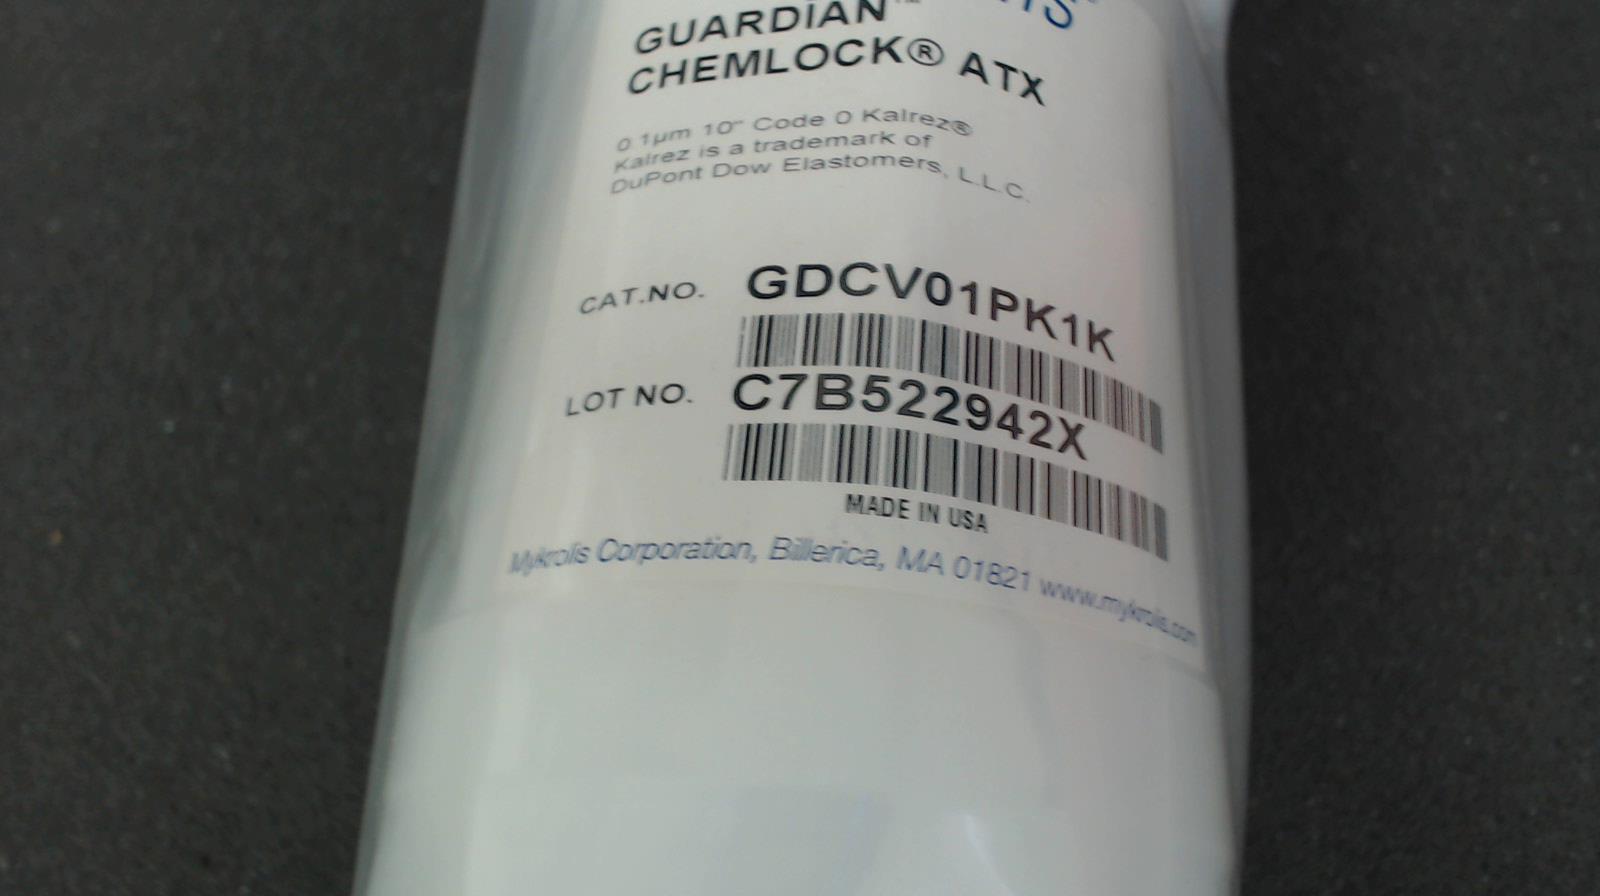 GUARDIAN™
CHEMLOCK® ATX
0.1µm 10" Code 0 Kalrez®
Kalrez is a trademark of
DuPont Dow Elastomers, L.L.C.
CAT.NO. GDCV01PK1K
LOT NO. C7B522942X
MADE IN USA
Mykrolis Corporation, Billerica, MA 01821 www.mykrolis.com